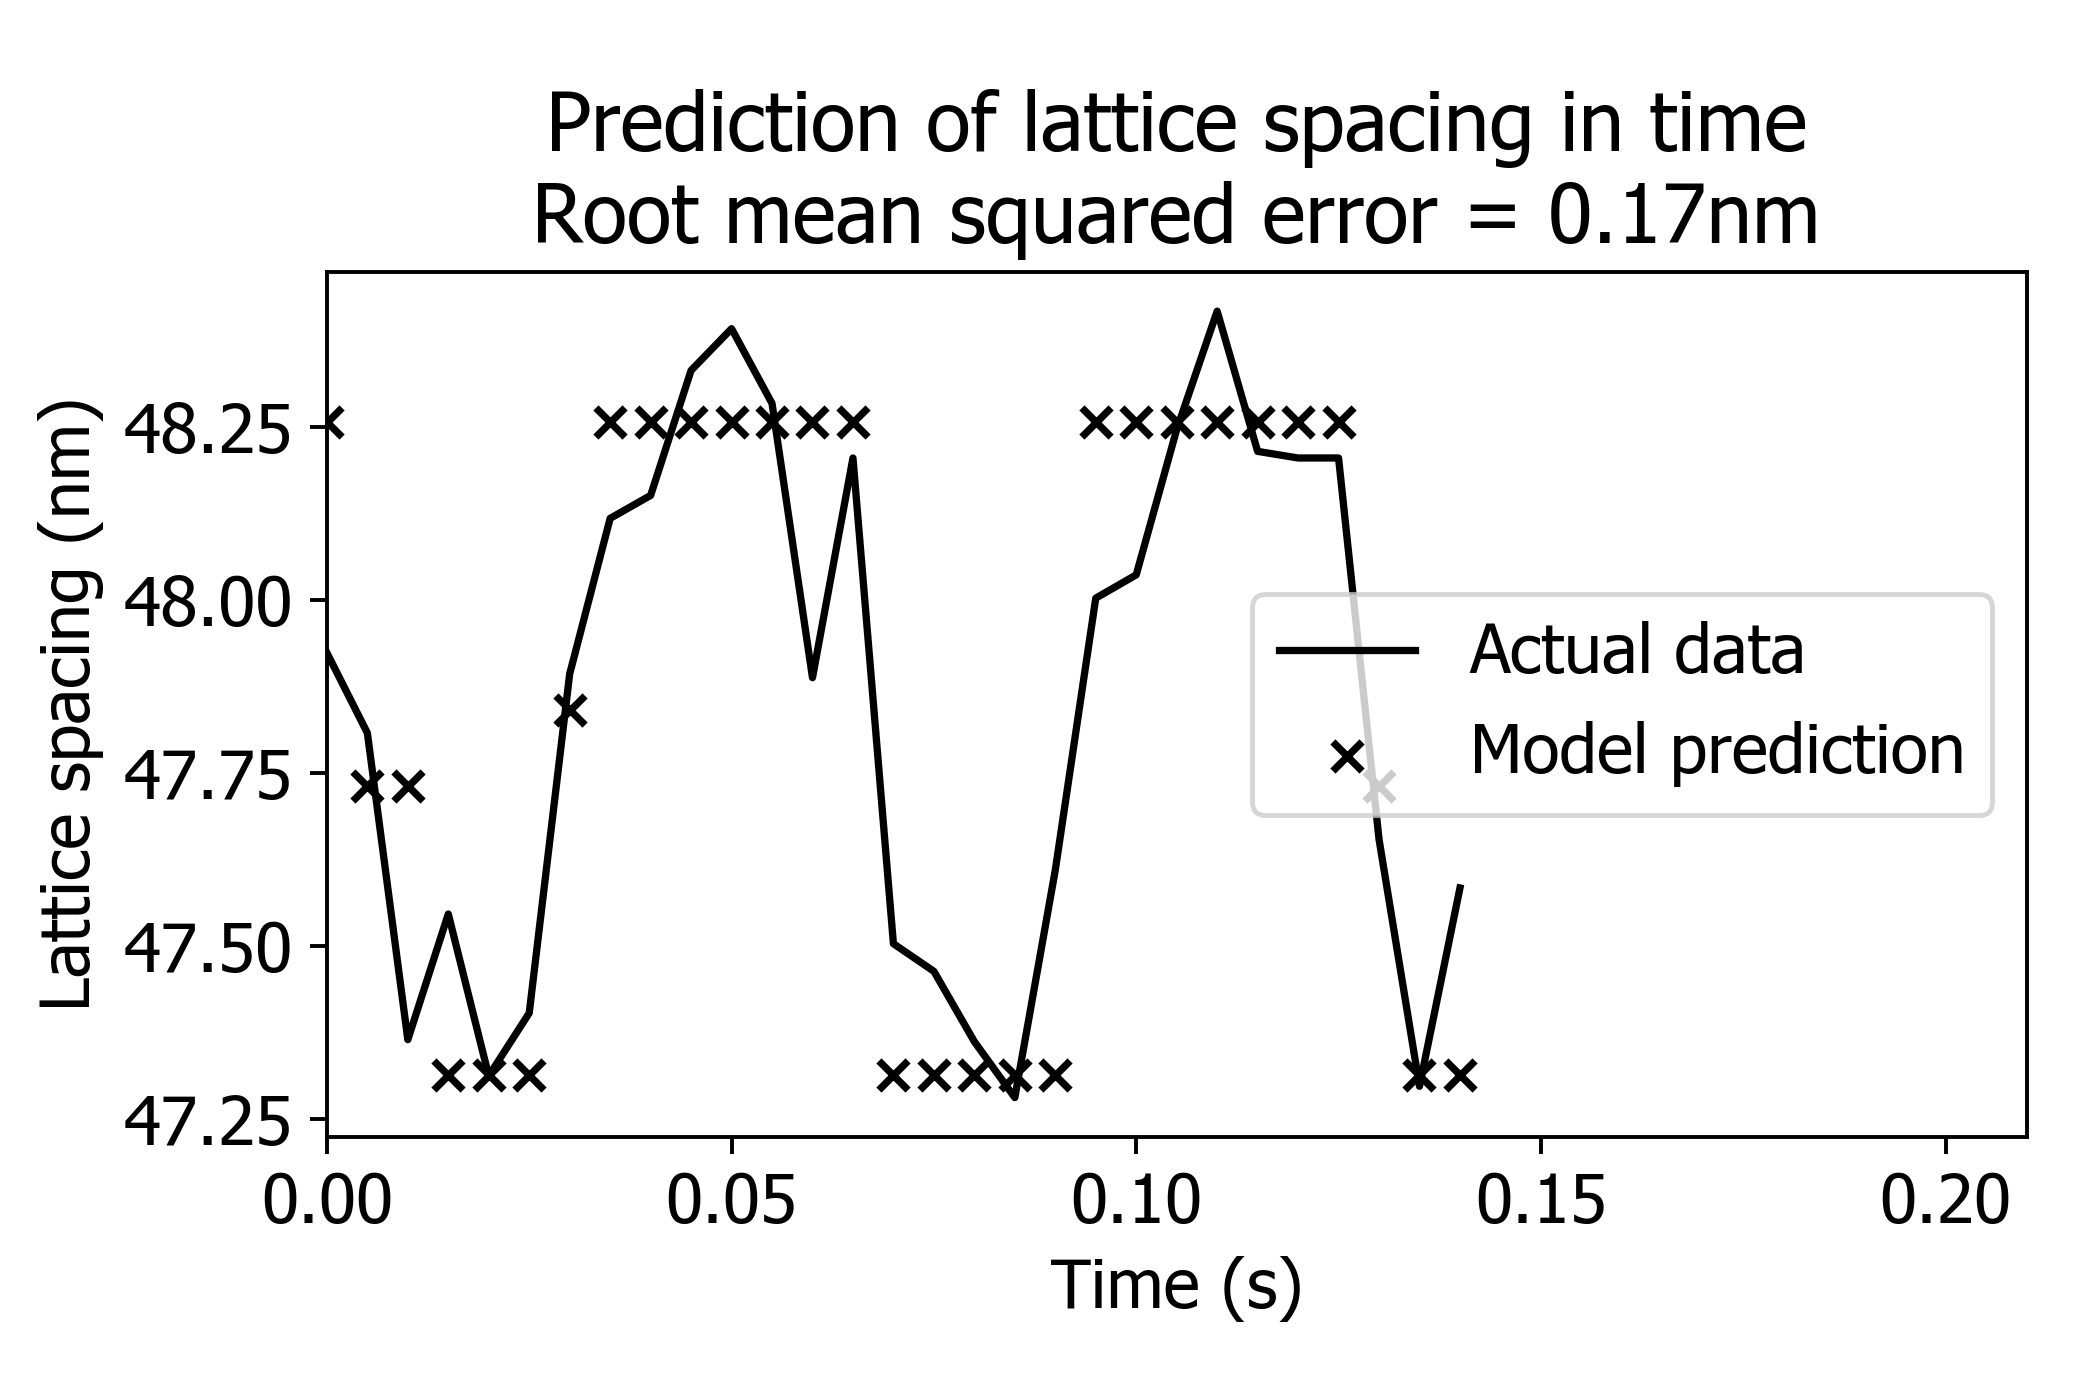 Prediction of lattice spacing in time
Root mean squared error = 0.17nm
Lattice spacing (nm)
48.25
48.00
47.75
47.50
47.25
Actual data
Model prediction
0.00 0.05 0.10 0.15 0.20
Time (s)